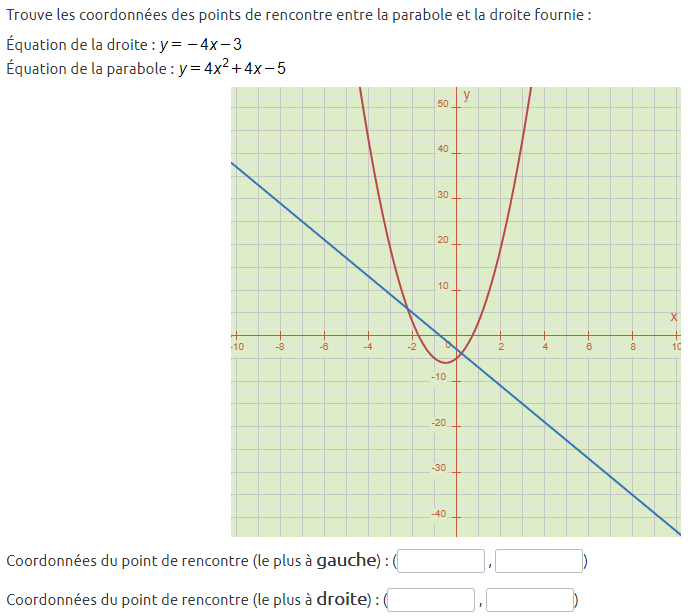 Trouve les coordonnées des points de rencontre entre la parabole et la droite fournie :
Équation de la droite : y = −4x−3
Équation de la parabole : y = 4x²+4x−5
y
50
40
30
20
10
x
-10 -8 -6 -4 -2 0 2 4 6 8 10
-10
-20
-30
-40
Coordonnées du point de rencontre (le plus à gauche) : ( , )
Coordonnées du point de rencontre (le plus à droite) : ( , )